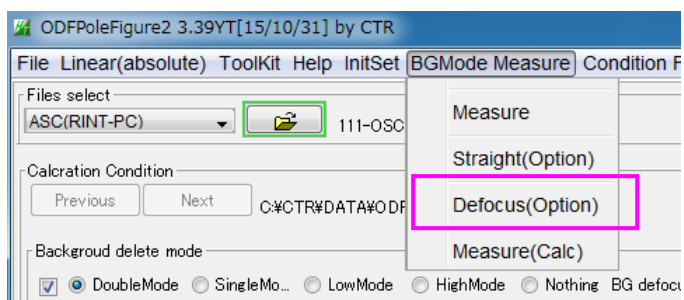 ODFPoleFigure2 3.39YT[15/10/31] by CTR
File Linear(absolute) ToolKit Help InitSet BGMode Measure Condition F
Files select
ASC(RINT-PC) 111-OSC
Measure
Straight(Option)
Calcration Condition
Previous Next C:¥CTR¥DATA¥ODF
Defocus(Option)
Measure(Calc)
Backgroud delete mode
DoubleMode SingleMo... LowMode HighMode Nothing BG defocu